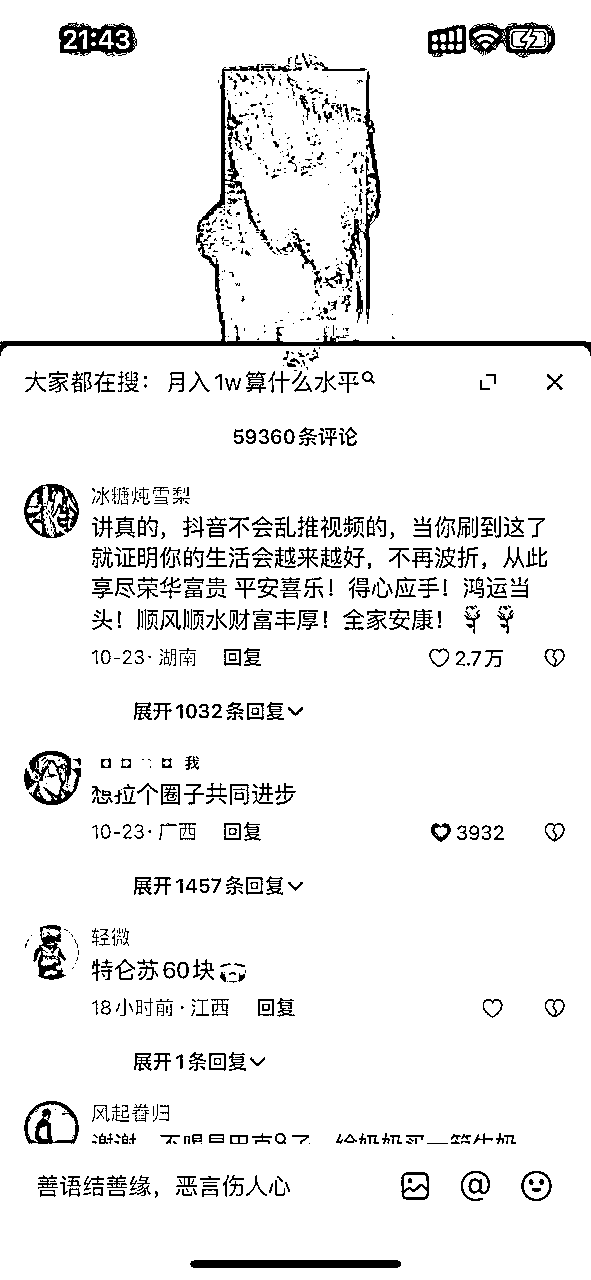 21:43
大家都在搜：月入1w算什么水平
59360条评论
冰糖炖雪梨
讲真的，抖音不会乱推视频的，当你刷到这了
就证明你的生活会越来越好，不再波折，从此
享尽荣华富贵 平安喜乐！得心应手！鸿运当
头！顺风顺水财富丰厚！全家安康！
10-23·湖南 回复 2.7万
展开1032条回复
我
想拉个圈子共同进步
10-23·广西 回复 3932
展开1457条回复
轻微
特仑苏60块
18小时前·江西 回复
展开1条回复
风起眷归
善语结善缘，恶言伤人心